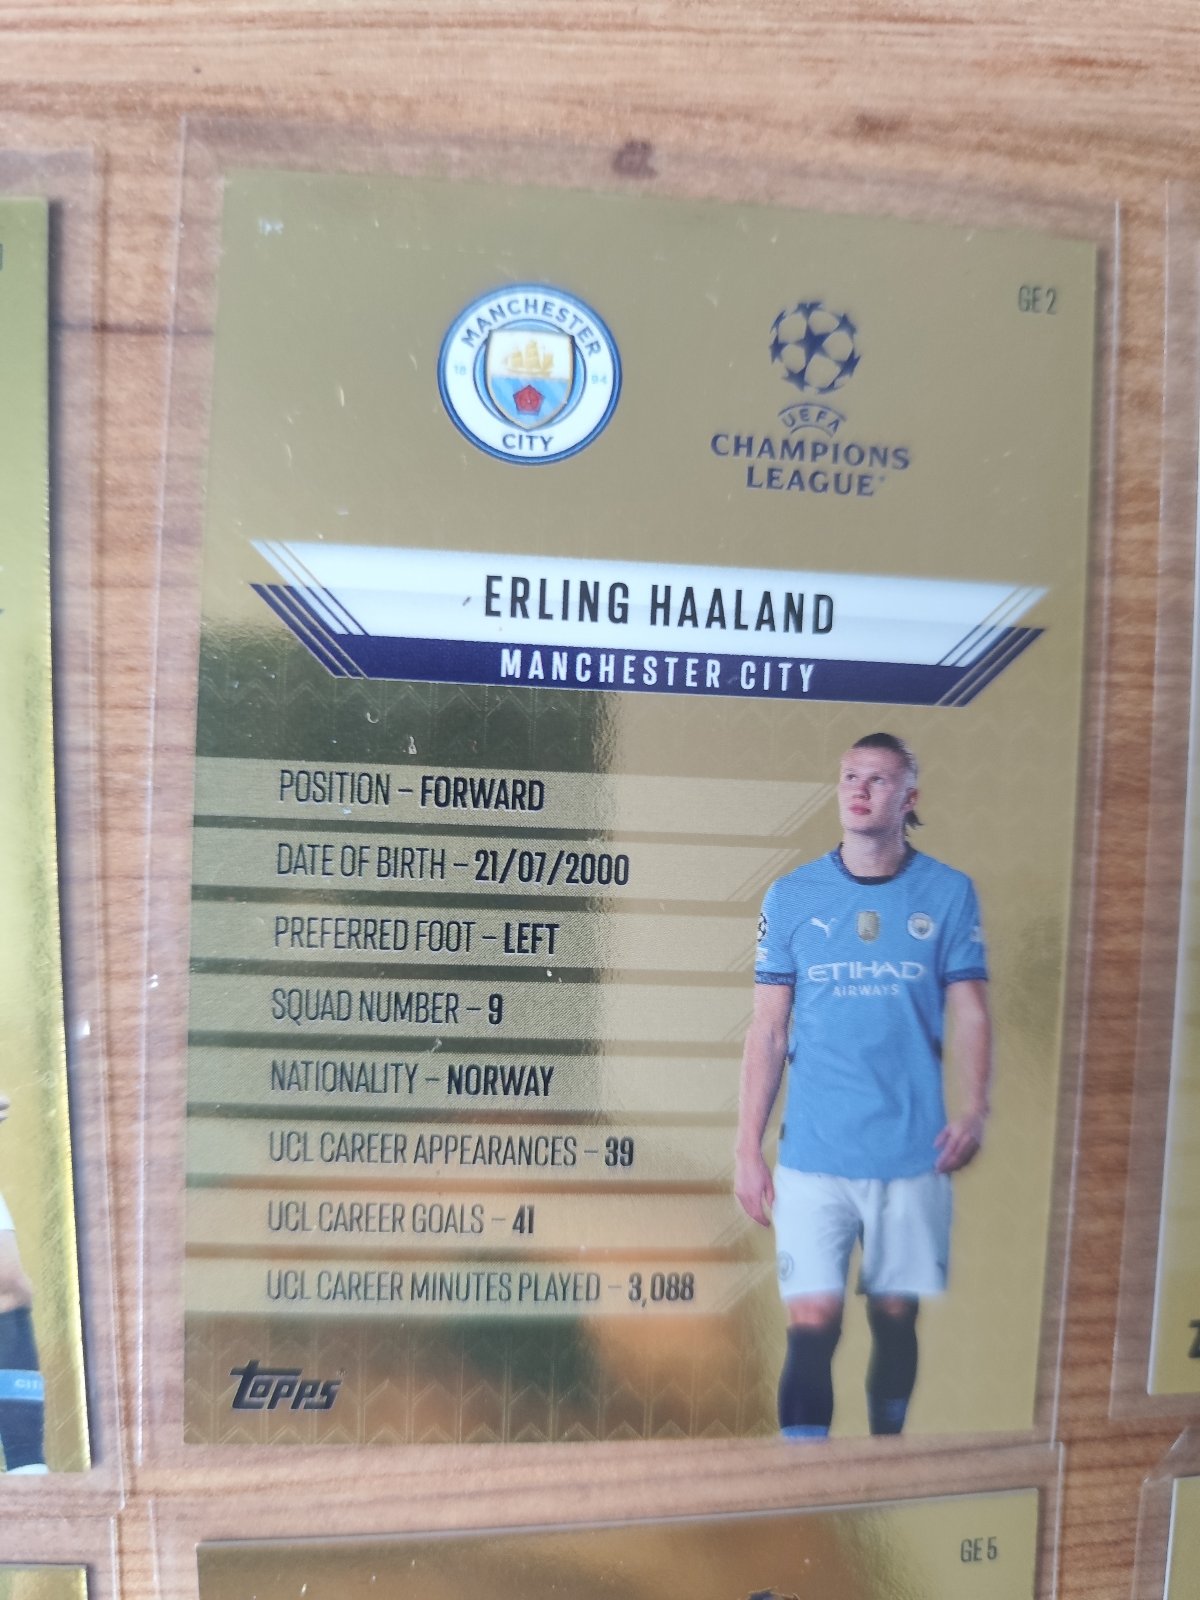 GE 2
MANCHESTER
18 94
CITY
UEFA
CHAMPIONS
LEAGUE
ERLING HAALAND
MANCHESTER CITY
POSITION – FORWARD
DATE OF BIRTH – 21/07/2000
PREFERRED FOOT – LEFT
SQUAD NUMBER – 9
NATIONALITY – NORWAY
UCL CAREER APPEARANCES – 39
UCL CAREER GOALS – 41
UCL CAREER MINUTES PLAYED – 3,088
ETIHAD
AIRWAYS
Topps
GE 5